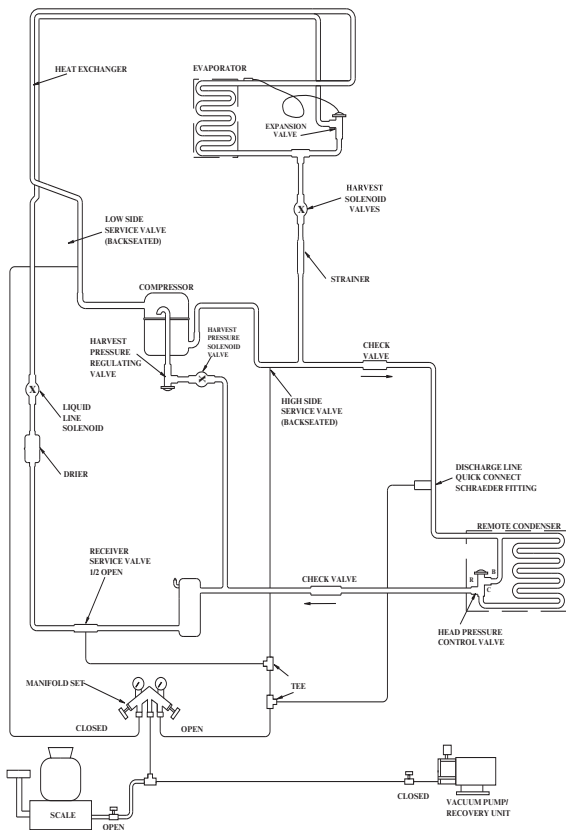 HEAT EXCHANGER
EVAPORATOR
EXPANSION
VALVE
HARVEST
SOLENOID
VALVES
X
LOW SIDE
SERVICE VALVE
(BACKSEATED)
STRAINER
COMPRESSOR
HARVEST
PRESSURE
REGULATING
VALVE
HARVEST
PRESSURE
SOLENOID
VALVE
X
CHECK
VALVE
HIGH SIDE
SERVICE VALVE
(BACKSEATED)
X
LIQUID
LINE
SOLENOID
DRIER
DISCHARGE LINE
QUICK CONNECT
SCHRAEDER FITTING
REMOTE CONDENSER
RECEIVER
SERVICE VALVE
1/2 OPEN
CHECK VALVE
R
B
C
HEAD PRESSURE
CONTROL VALVE
MANIFOLD SET
TEE
CLOSED
OPEN
SCALE
OPEN
CLOSED
VACUUM PUMP/
RECOVERY UNIT